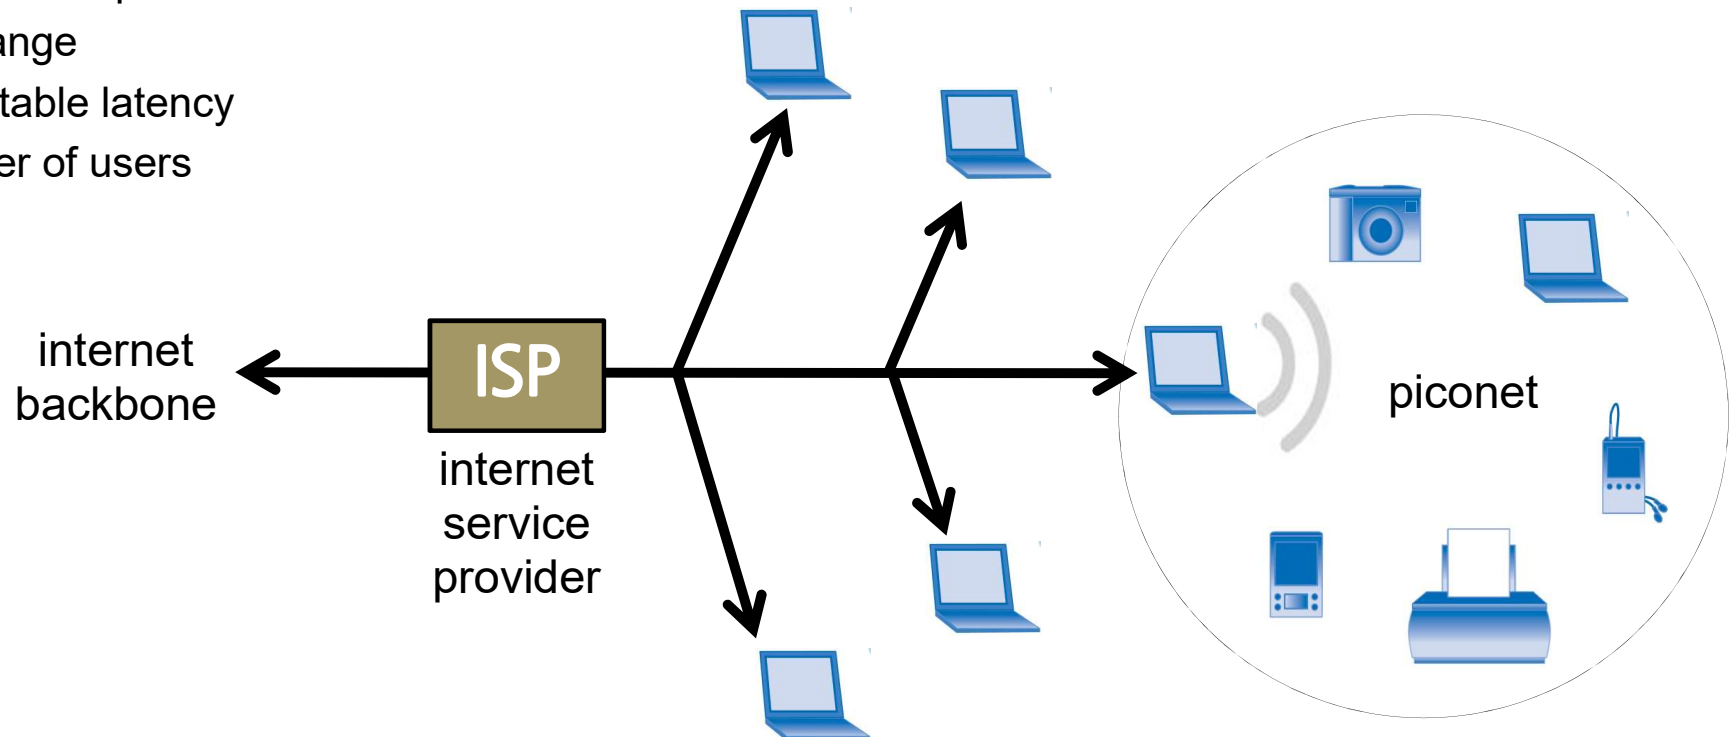 ange
table latency
er of users
internet
backbone
ISP
internet
service
provider
piconet